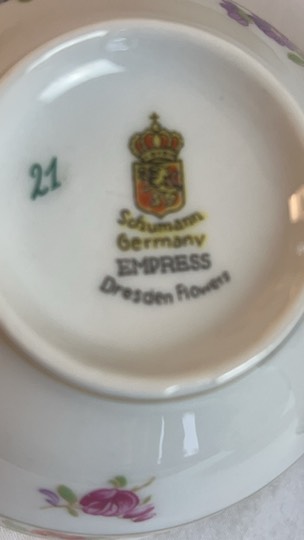 21
Schumann
Germany
EMPRESS
Dresden Flowers